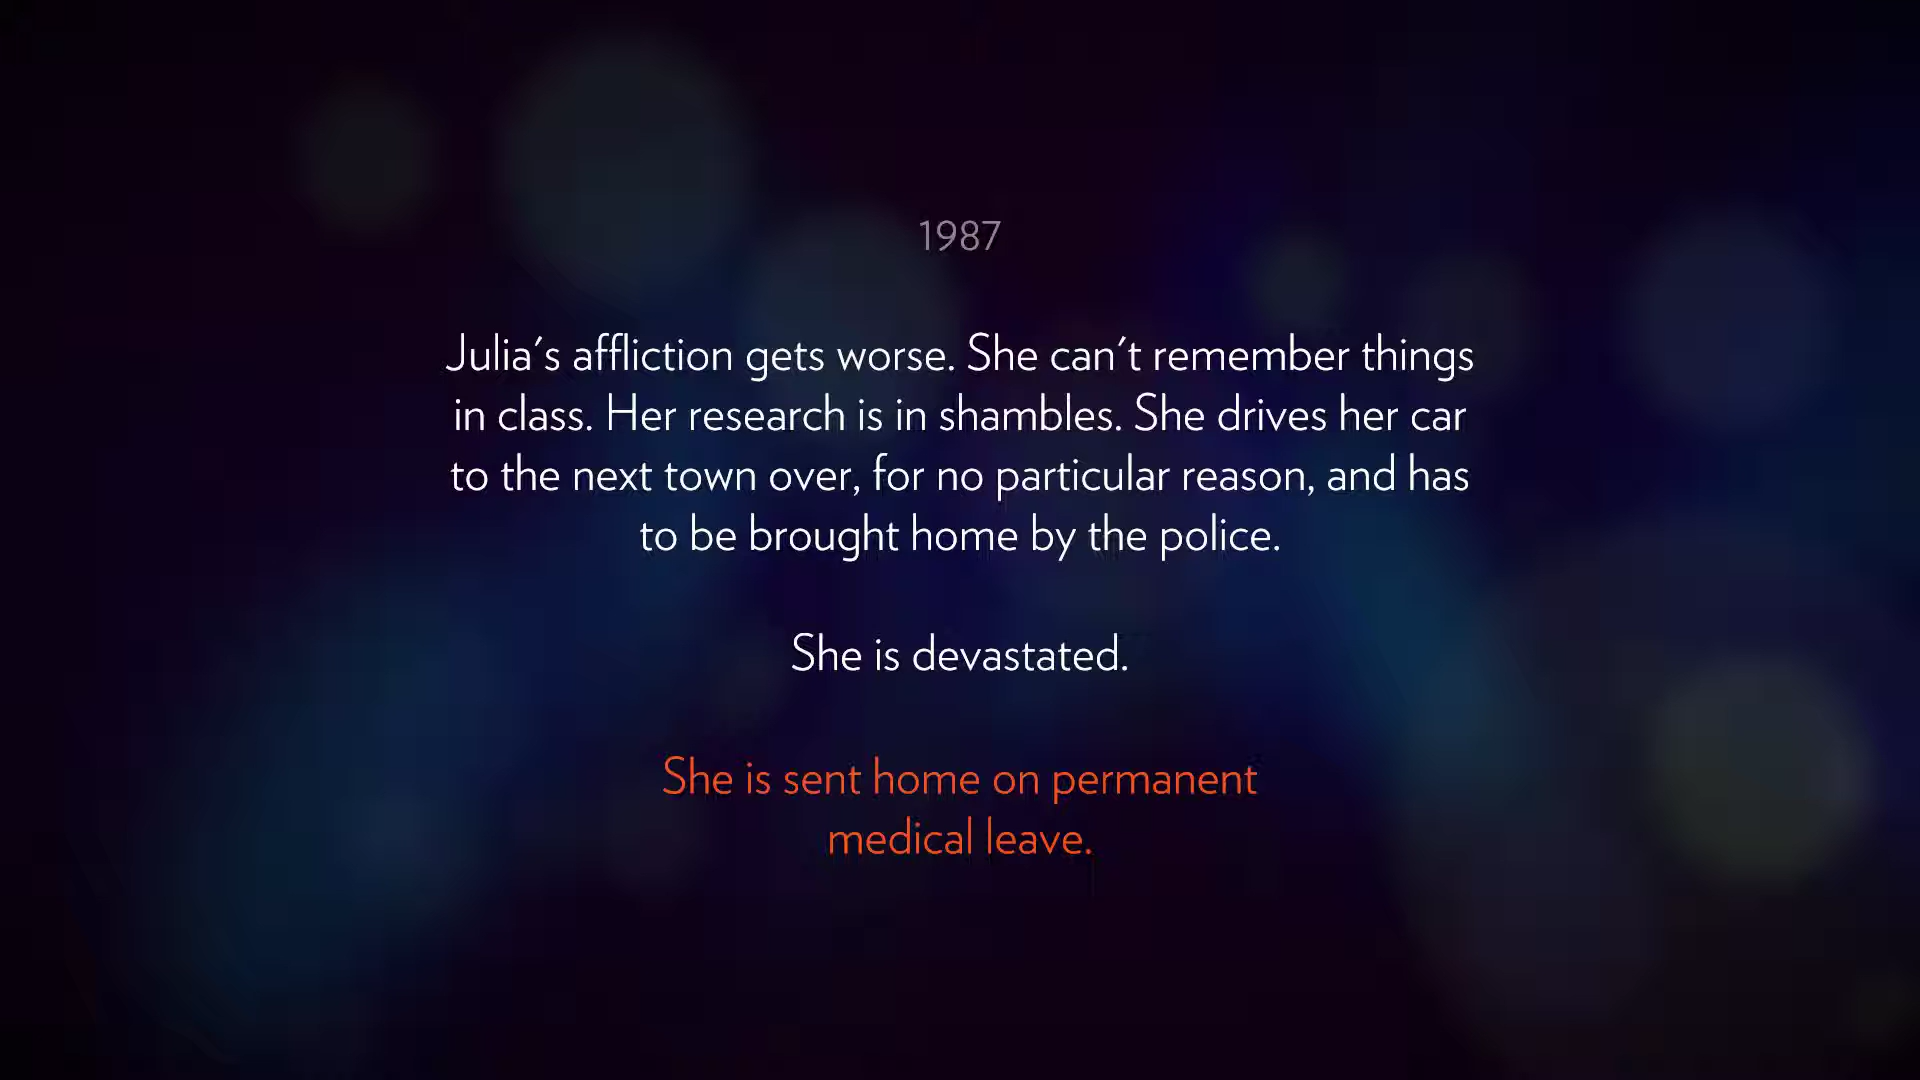 1987
Julia's affliction gets worse. She can't remember things
in class. Her research is in shambles. She drives her car
to the next town over, for no particular reason, and has
to be brought home by the police.
She is devastated.
She is sent home on permanent
medical leave.